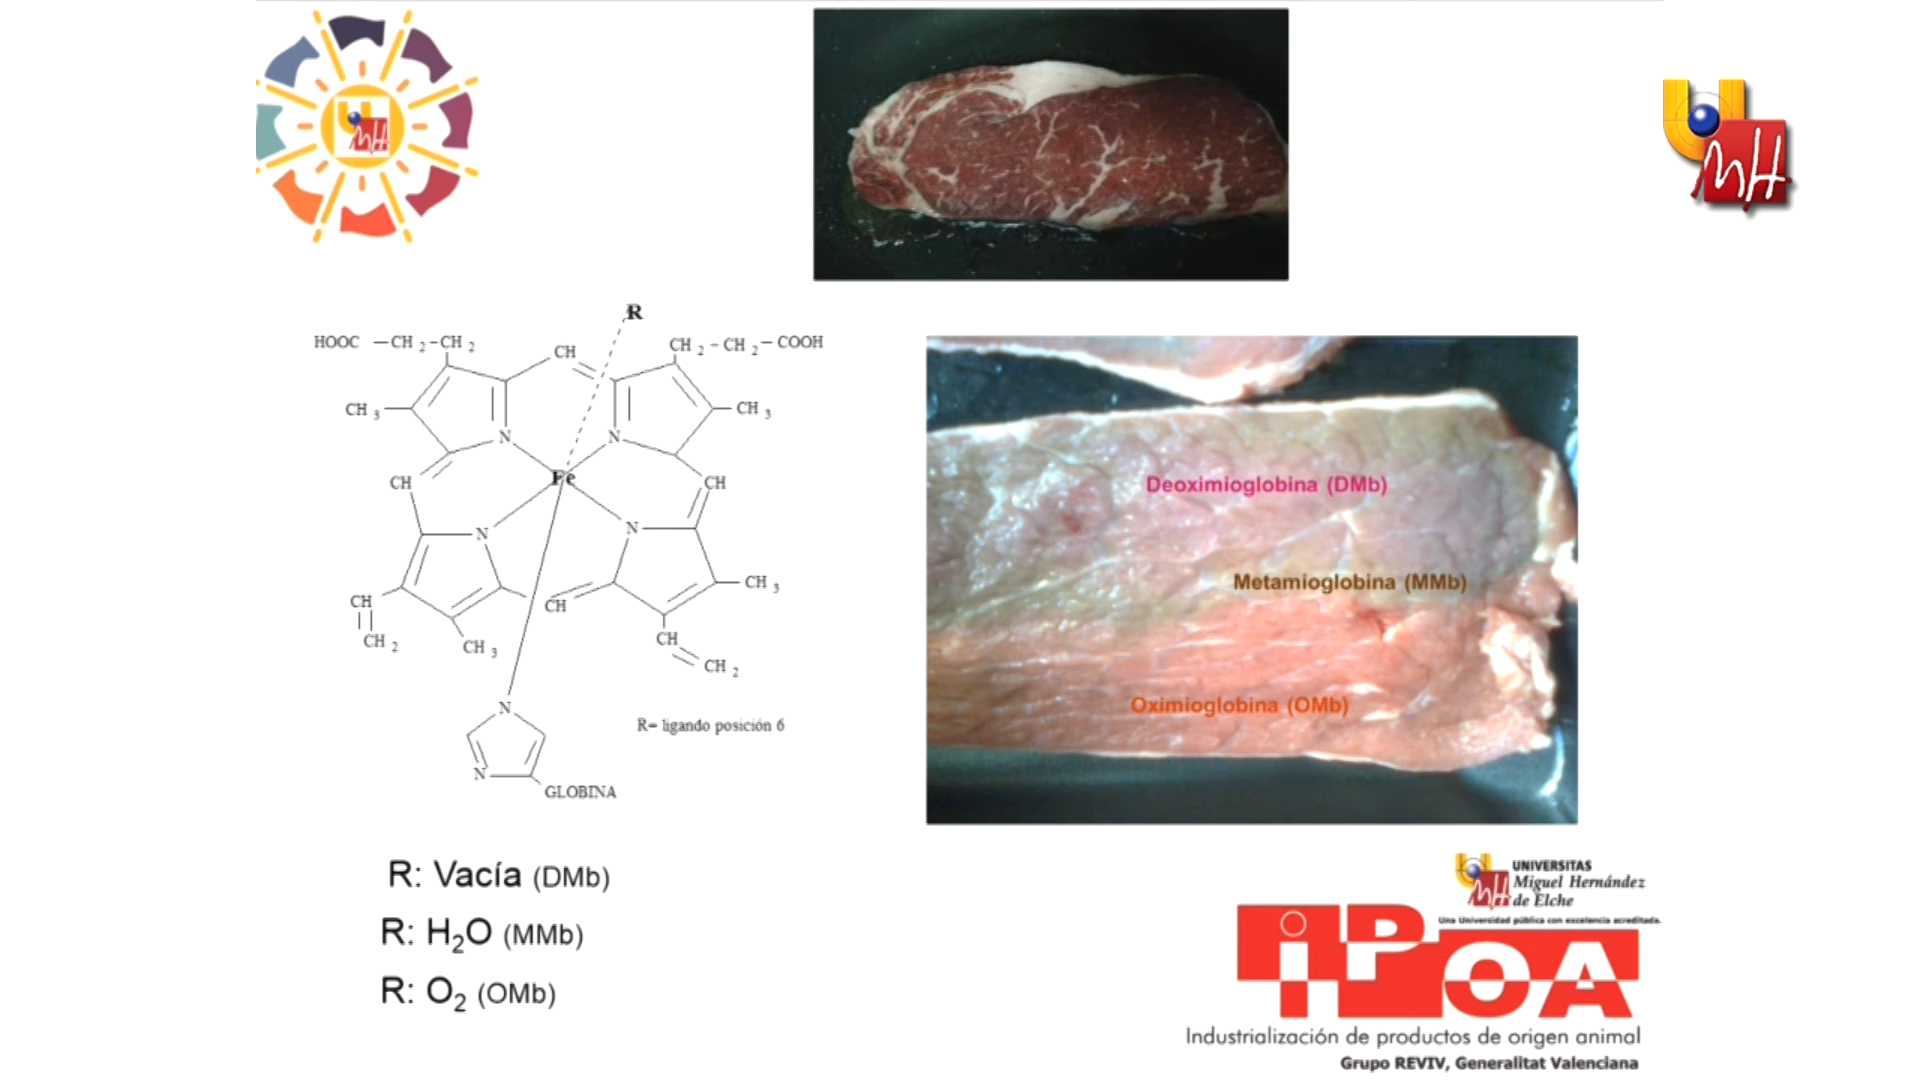 UMH
UMH
R
HOOC —CH2–CH2
CH
CH2–CH2—COOH
CH3
CH3
N
N
CH
Fe
CH
N
N
CH
CH2
CH3
CH
CH3
CH
CH2
N
R= ligando posición 6
N
GLOBINA
Deoximioglobina (DMb)
Metamioglobina (MMb)
Oximioglobina (OMb)
R: Vacía (DMb)
R: H2O (MMb)
R: O2 (OMb)
UMH
UNIVERSITAS
Miguel Hernández
de Elche
Una Universidad pública con excelencia acreditada.
iPOA
Industrialización de productos de origen animal
Grupo REVIV, Generalitat Valenciana